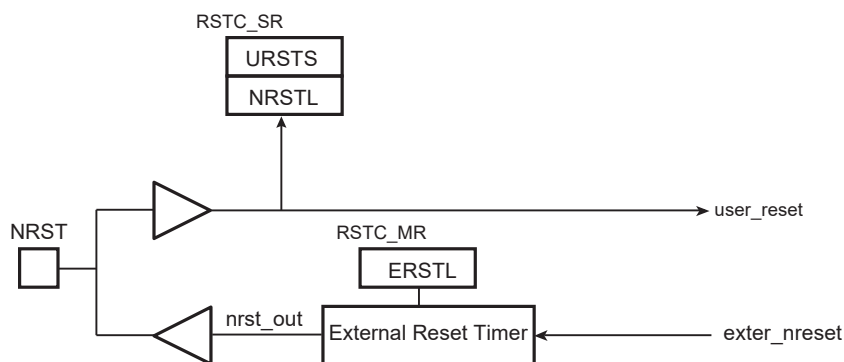 RSTC_SR
URSTS
NRSTL
user_reset
NRST
RSTC_MR
ERSTL
nrst_out
External Reset Timer
exter_nreset